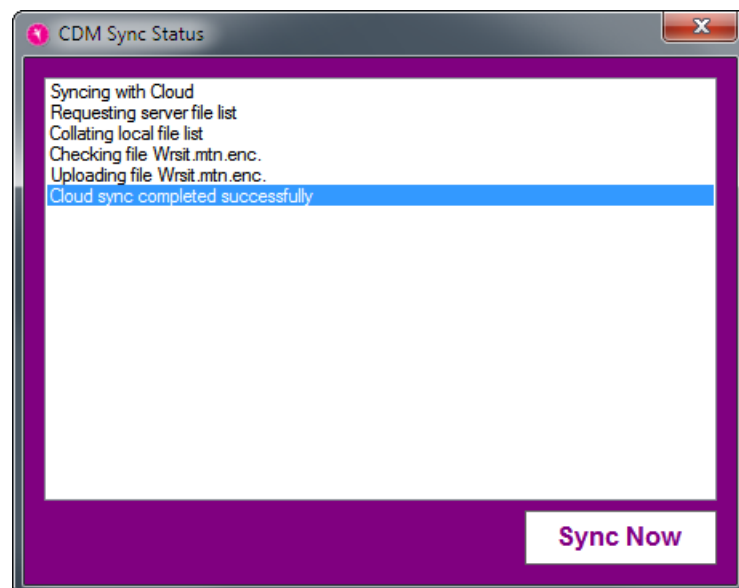 CDM Sync Status
Syncing with Cloud
Requesting server file list
Collating local file list
Checking file Wrsit.mtn.enc.
Uploading file Wrsit.mtn.enc.
Cloud sync completed successfully
Sync Now